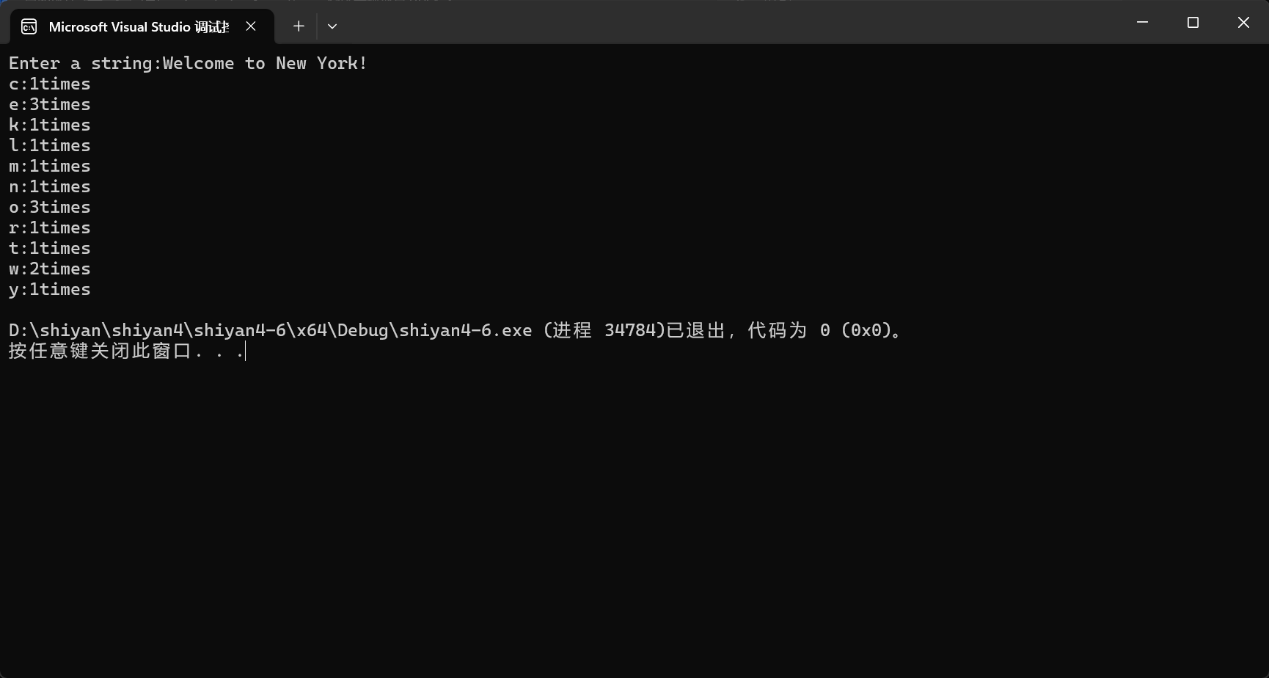 Microsoft Visual Studio 调试
Enter a string:Welcome to New York!
c:1times
e:3times
k:1times
l:1times
m:1times
n:1times
o:3times
r:1times
t:1times
w:2times
y:1times
D:\shiyan\shiyan4\shiyan4-6\x64\Debug\shiyan4-6.exe (进程 34784)已退出，代码为 0 (0x0)。
按任意键关闭此窗口. . .